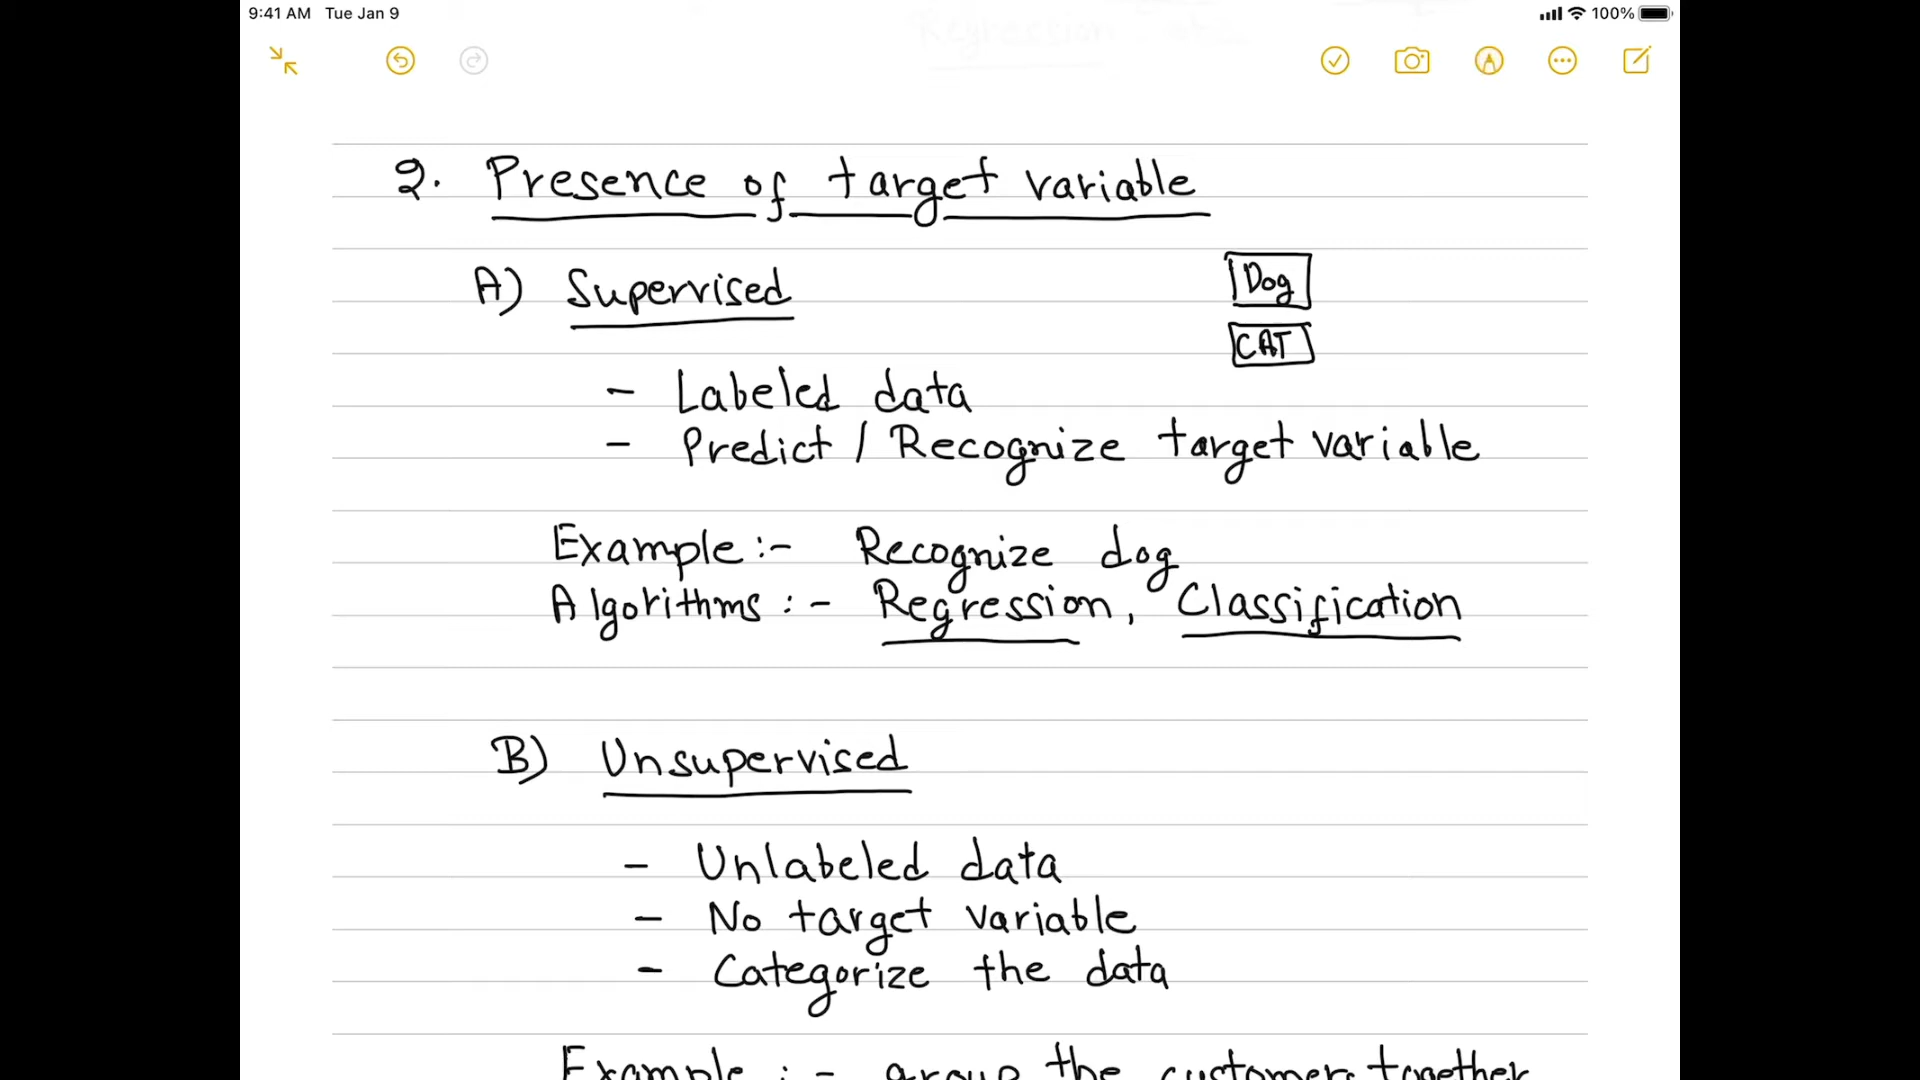 9:41 AM Tue Jan 9 100%
Regression
2. Presence of target variable
A) Supervised
Dog
CAT
- Labeled data
- Predict / Recognize target variable
Example :- Recognize dog
Algorithms :- Regression, Classification
B) Unsupervised
- Unlabeled data
- No target variable
- Categorize the data
Example :- group the customers together